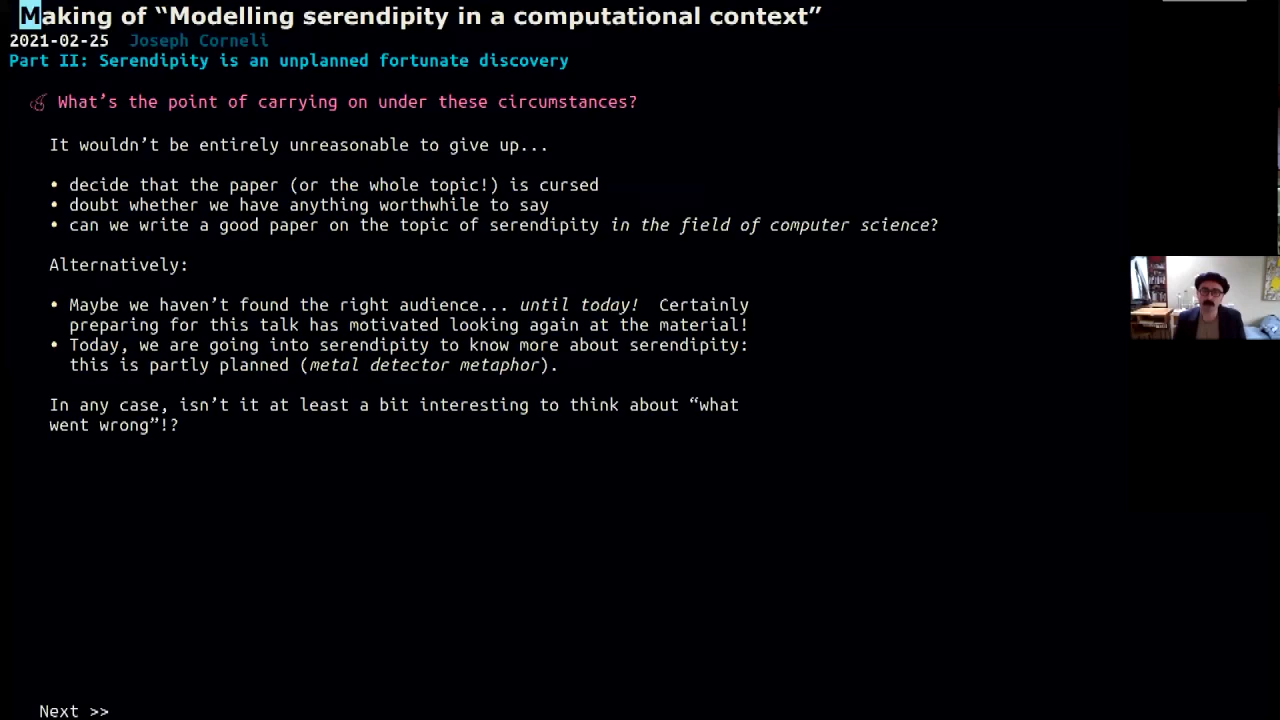 Making of “Modelling serendipity in a computational context”
2021-02-25 Joseph Corneli
Part II: Serendipity is an unplanned fortunate discovery
What’s the point of carrying on under these circumstances?
It wouldn’t be entirely unreasonable to give up...
• decide that the paper (or the whole topic!) is cursed
• doubt whether we have anything worthwhile to say
• can we write a good paper on the topic of serendipity in the field of computer science?
Alternatively:
• Maybe we haven’t found the right audience... until today! Certainly
preparing for this talk has motivated looking again at the material!
• Today, we are going into serendipity to know more about serendipity:
this is partly planned (metal detector metaphor).
In any case, isn’t it at least a bit interesting to think about “what
went wrong”!?
Next >>